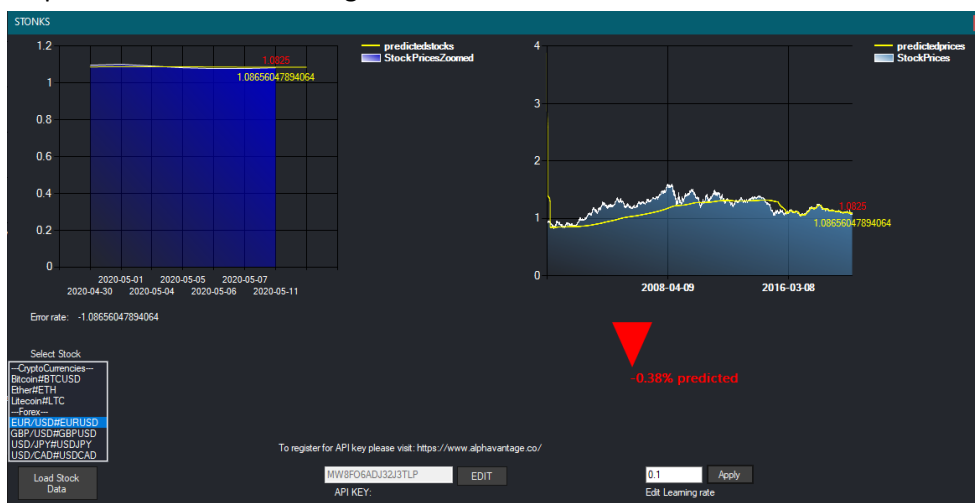 STONKS
1.2
1
0.8
0.6
0.4
0.2
0
1.0825
1.08656047894064
predictedstocks
StockPricesZoomed
2020-05-01 2020-05-05 2020-05-07
2020-04-30 2020-05-04 2020-05-06 2020-05-11
4
3
2
1
0
1.0825
1.08656047894064
predictedprices
StockPrices
2008-04-09 2016-03-08
Error rate: -1.08656047894064
-0.38% predicted
Select Stock
---CryptoCurrencies---
Bitcoin#BTCUSD
Ether#ETH
Litecoin#LTC
---Forex---
EUR/USD#EURUSD
GBP/USD#GBPUSD
USD/JPY#USDJPY
USD/CAD#USDCAD
Load Stock
Data
To register for API key please visit: https://www.alphavantage.co/
MW8FO6ADJ32J3TLP EDIT
API KEY:
0.1 Apply
Edit Learning rate